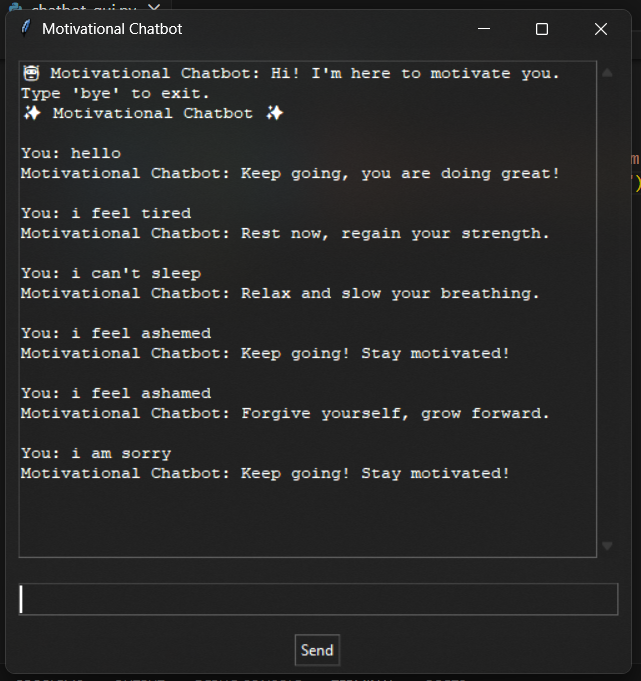 chatbot_gui.py
Motivational Chatbot
🤖 Motivational Chatbot: Hi! I'm here to motivate you.
Type 'bye' to exit.
✨ Motivational Chatbot ✨
You: hello
Motivational Chatbot: Keep going, you are doing great!
You: i feel tired
Motivational Chatbot: Rest now, regain your strength.
You: i can't sleep
Motivational Chatbot: Relax and slow your breathing.
You: i feel ashemed
Motivational Chatbot: Keep going! Stay motivated!
You: i feel ashamed
Motivational Chatbot: Forgive yourself, grow forward.
You: i am sorry
Motivational Chatbot: Keep going! Stay motivated!
Send